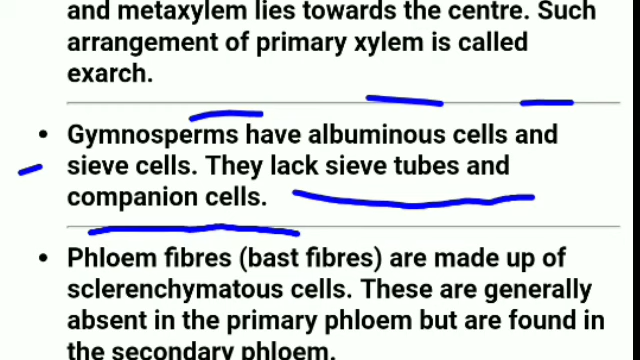 and metaxylem lies towards the centre. Such
arrangement of primary xylem is called
exarch.
• Gymnosperms have albuminous cells and
sieve cells. They lack sieve tubes and
companion cells.
• Phloem fibres (bast fibres) are made up of
sclerenchymatous cells. These are generally
absent in the primary phloem but are found in
the secondary phloem.